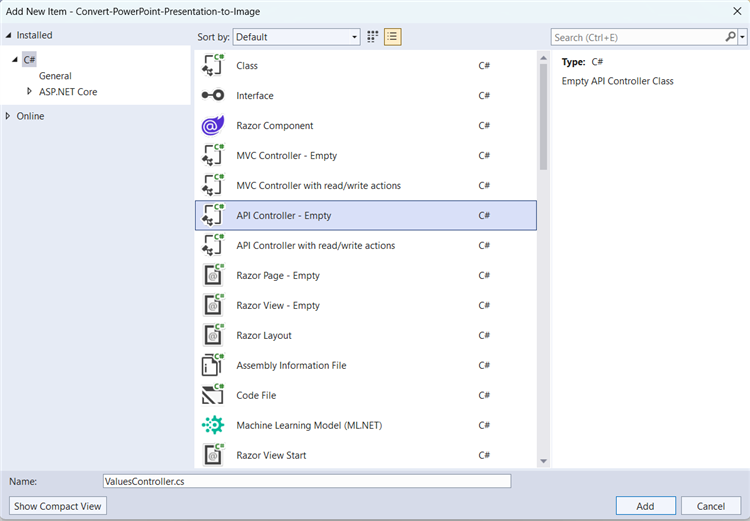 Add New Item - Convert-PowerPoint-Presentation-to-Image
Installed
Sort by: Default
Search (Ctrl+E)
C#
General
ASP.NET Core
Online
Class C#
Interface C#
Razor Component C#
MVC Controller - Empty C#
MVC Controller with read/write actions C#
API Controller - Empty C#
API Controller with read/write actions C#
Razor Page - Empty C#
Razor View - Empty C#
Razor Layout C#
Assembly Information File C#
Code File C#
Machine Learning Model (ML.NET) C#
Razor View Start C#
Type: C#
Empty API Controller Class
Name: ValuesController.cs
Show Compact View
Add Cancel